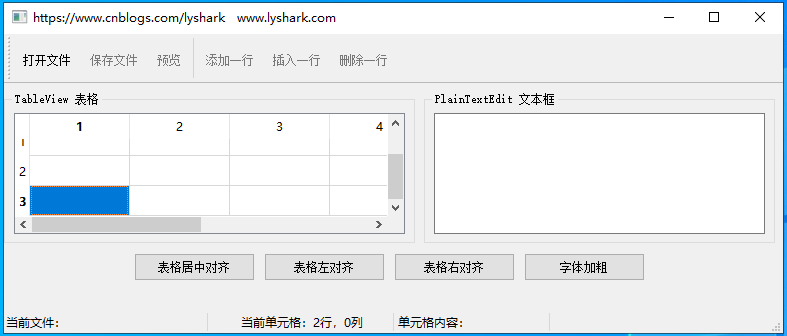 https://www.cnblogs.com/lyshark www.lyshark.com
打开文件 保存文件 预览 添加一行 插入一行 删除一行
TableView 表格 PlainTextEdit 文本框
1 2 3 4
2
3
表格居中对齐 表格左对齐 表格右对齐 字体加粗
当前文件: 当前单元格：2行，0列 单元格内容: